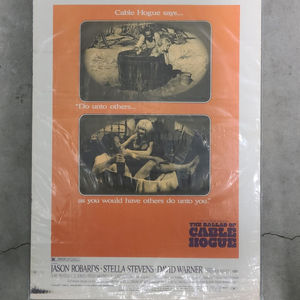 Cable Hogue says...
"Do unto others...
as you would have others do unto you."
THE BALLAD OF
CABLE
HOGUE
JASON ROBARDS · STELLA STEVENS · DAVID WARNER